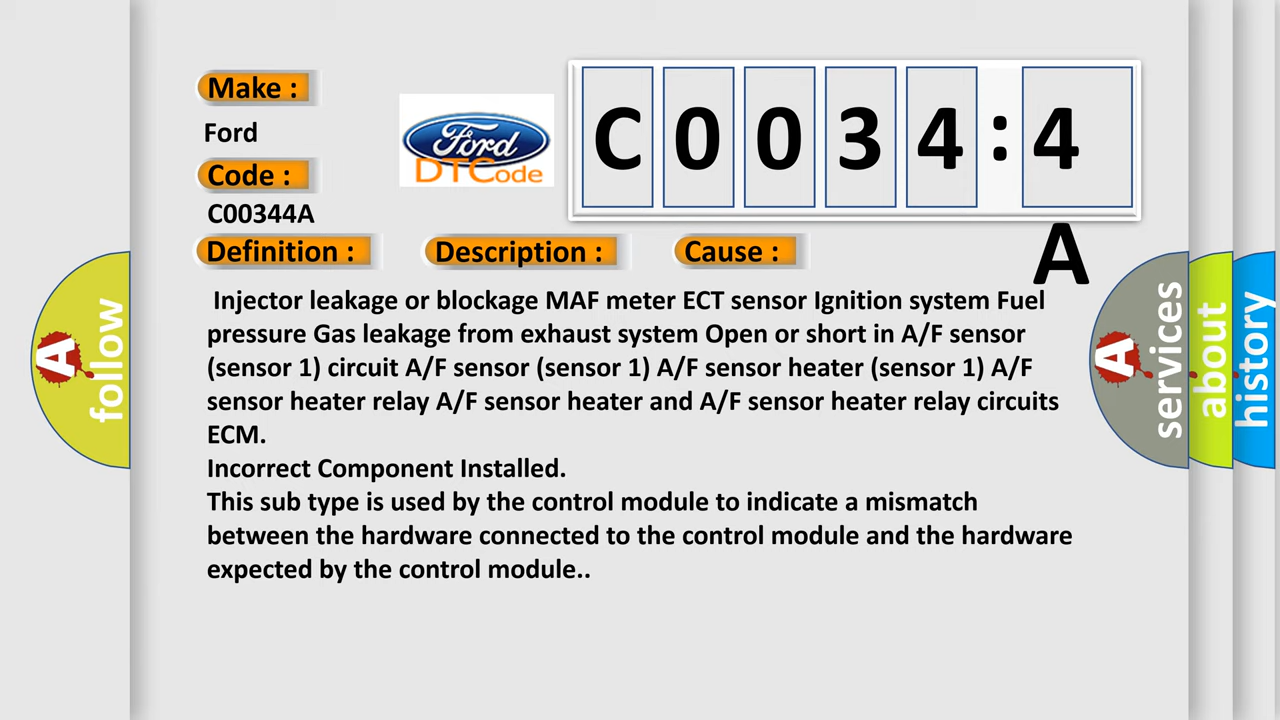 Make :
Ford
Code :
C00344A
Ford
DTCode
C0034:4
A
Definition :
Description :
Cause :
Injector leakage or blockage MAF meter ECT sensor Ignition system Fuel
pressure Gas leakage from exhaust system Open or short in A/F sensor
(sensor 1) circuit A/F sensor (sensor 1) A/F sensor heater (sensor 1) A/F
sensor heater relay A/F sensor heater and A/F sensor heater relay circuits
ECM.
Incorrect Component Installed.
This sub type is used by the control module to indicate a mismatch
between the hardware connected to the control module and the hardware
expected by the control module..
A
follow
A
services
about
history